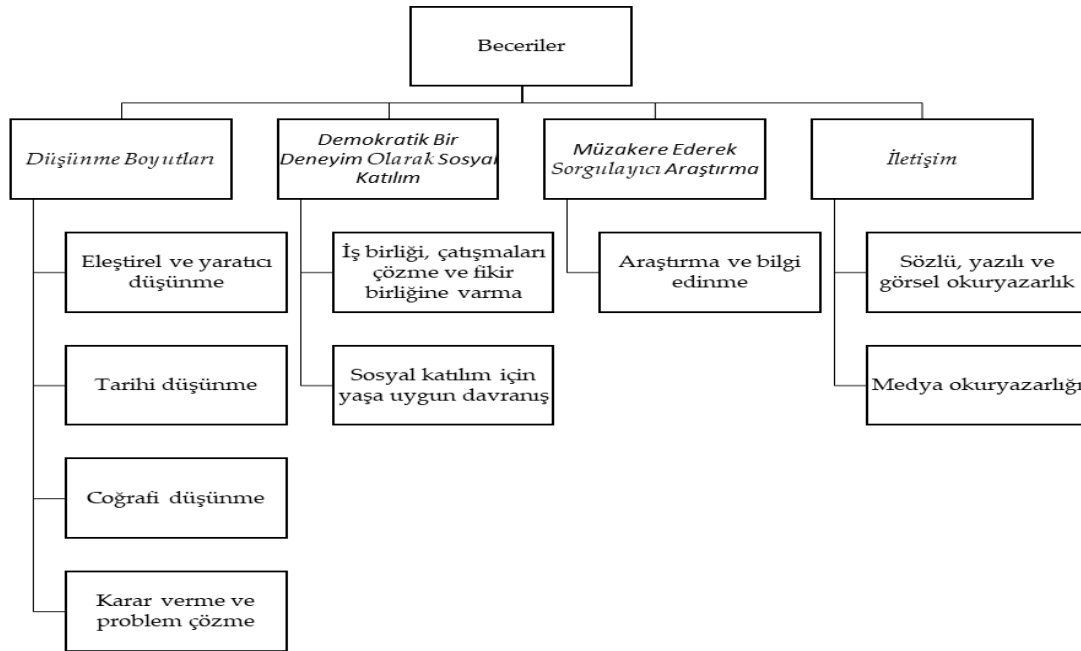 Beceriler
Düşünme Boyutları
Demokratik Bir
Deneyim Olarak Sosyal
Katılım
Müzakere Ederek
Sorgulayıcı Araştırma
İletişim
Eleştirel ve yaratıcı
düşünme
Tarihi düşünme
Coğrafi düşünme
Karar verme ve
problem çözme
İş birliği, çatışmaları
çözme ve fikir
birliğine varma
Sosyal katılım için
yaşa uygun davranış
Araştırma ve bilgi
edinme
Sözlü, yazılı ve
görsel okuryazarlık
Medya okuryazarlığı